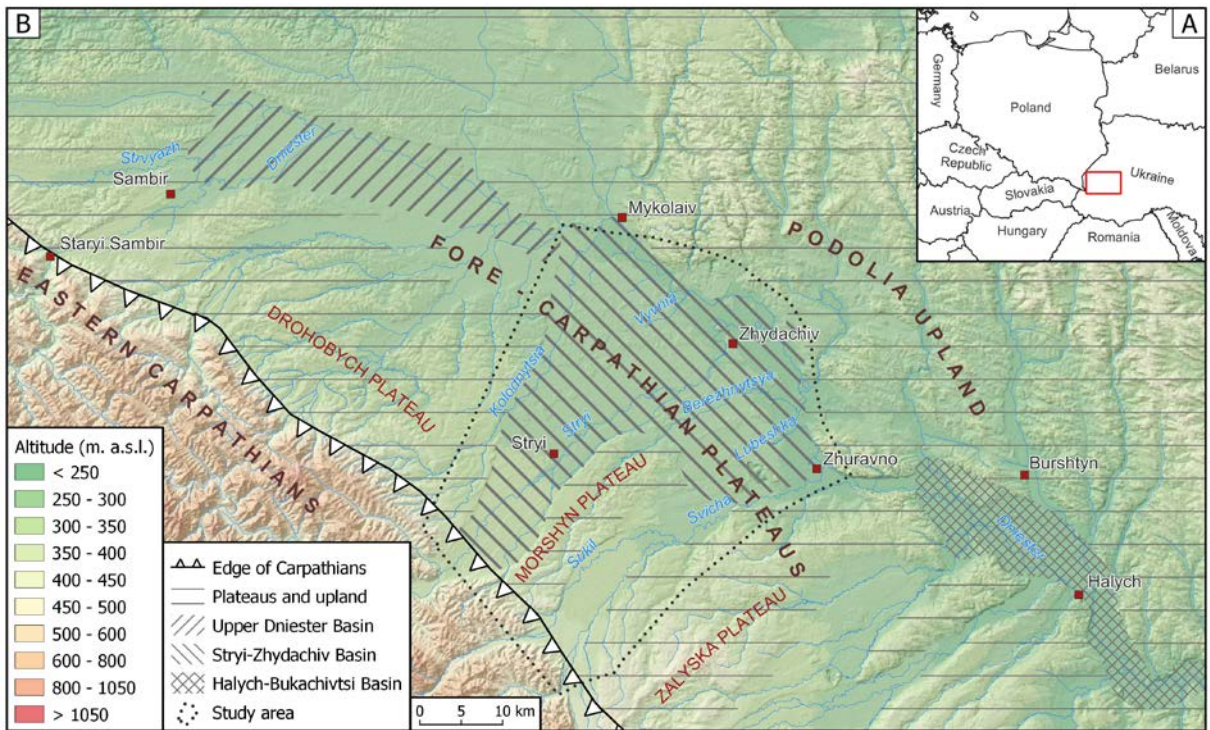 B
A
Germany
Poland
Belarus
Czech
Republic
Slovakia
Ukraine
Austria
Hungary
Romania
Moldova
Strvyazh
Dniester
Sambir
Staryi Sambir
Mykolaiv
FORE - CARPATHIAN PLATEAUS
PODOLIA UPLAND
EASTERN CARPATHIANS
DROHOBYCH PLATEAU
Vyvnia
Zhydachiv
Kolodnytsia
Berezhnytsya
Stryi
Stryi
Lubeshka
Zhuravno
Burshtyn
MORSHYN PLATEAU
Svicha
Sukil
Dniester
Halych
ZALYSKA PLATEAU
Altitude (m. a.s.l.)
< 250
250 - 300
300 - 350
350 - 400
400 - 450
450 - 500
500 - 600
600 - 800
800 - 1050
> 1050
Edge of Carpathians
Plateaus and upland
Upper Dniester Basin
Stryi-Zhydachiv Basin
Halych-Bukachivtsi Basin
Study area
0 5 10 km